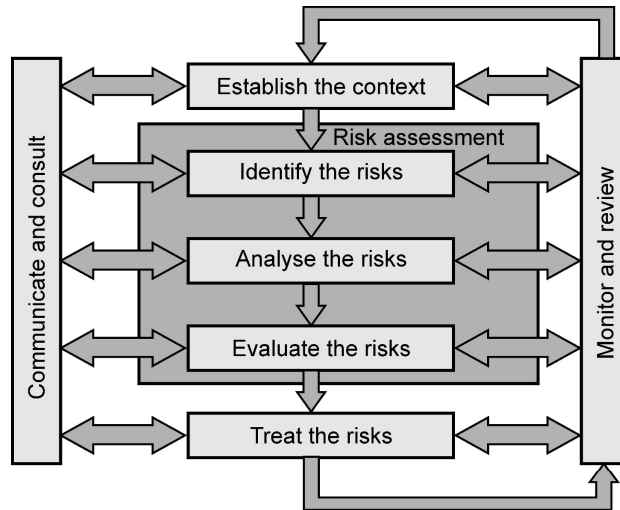 Establish the context
Risk assessment
Identify the risks
Analyse the risks
Evaluate the risks
Treat the risks
Communicate and consult
Monitor and review